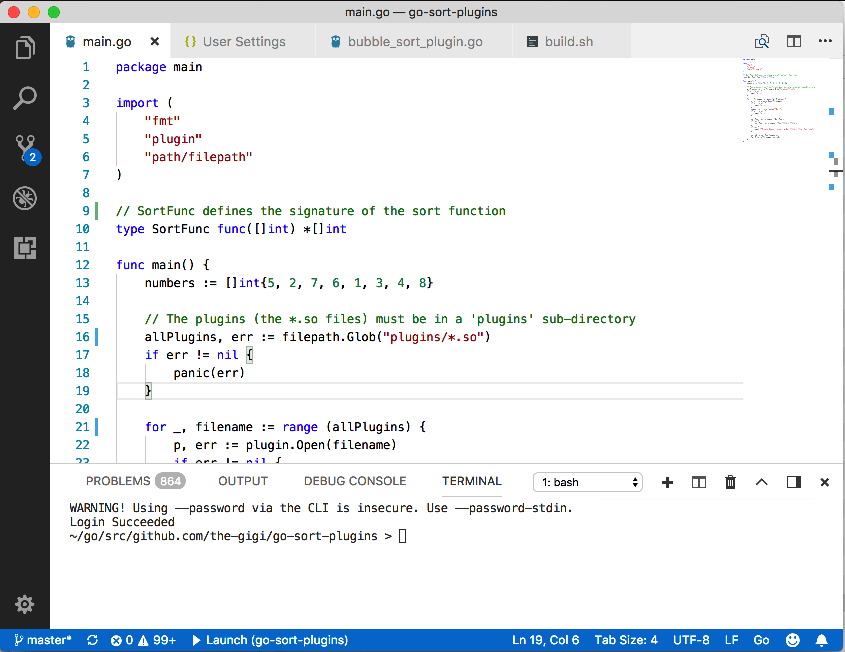 main.go — go-sort-plugins
main.go User Settings bubble_sort_plugin.go build.sh
1 package main
2
3 import (
4 "fmt"
5 "plugin"
6 "path/filepath"
7 )
8
9 // SortFunc defines the signature of the sort function
10 type SortFunc func([]int) *[]int
11
12 func main() {
13 numbers := []int{5, 2, 7, 6, 1, 3, 4, 8}
14
15 // The plugins (the *.so files) must be in a 'plugins' sub-directory
16 allPlugins, err := filepath.Glob("plugins/*.so")
17 if err != nil {
18 panic(err)
19 }
20
21 for _, filename := range (allPlugins) {
22 p, err := plugin.Open(filename)
23 if err != nil {
2
PROBLEMS 864 OUTPUT DEBUG CONSOLE TERMINAL 1: bash
WARNING! Using --password via the CLI is insecure. Use --password-stdin.
Login Succeeded
~/go/src/github.com/the-gigi/go-sort-plugins >
master* 0 99+ Launch (go-sort-plugins) Ln 19, Col 6 Tab Size: 4 UTF-8 LF Go